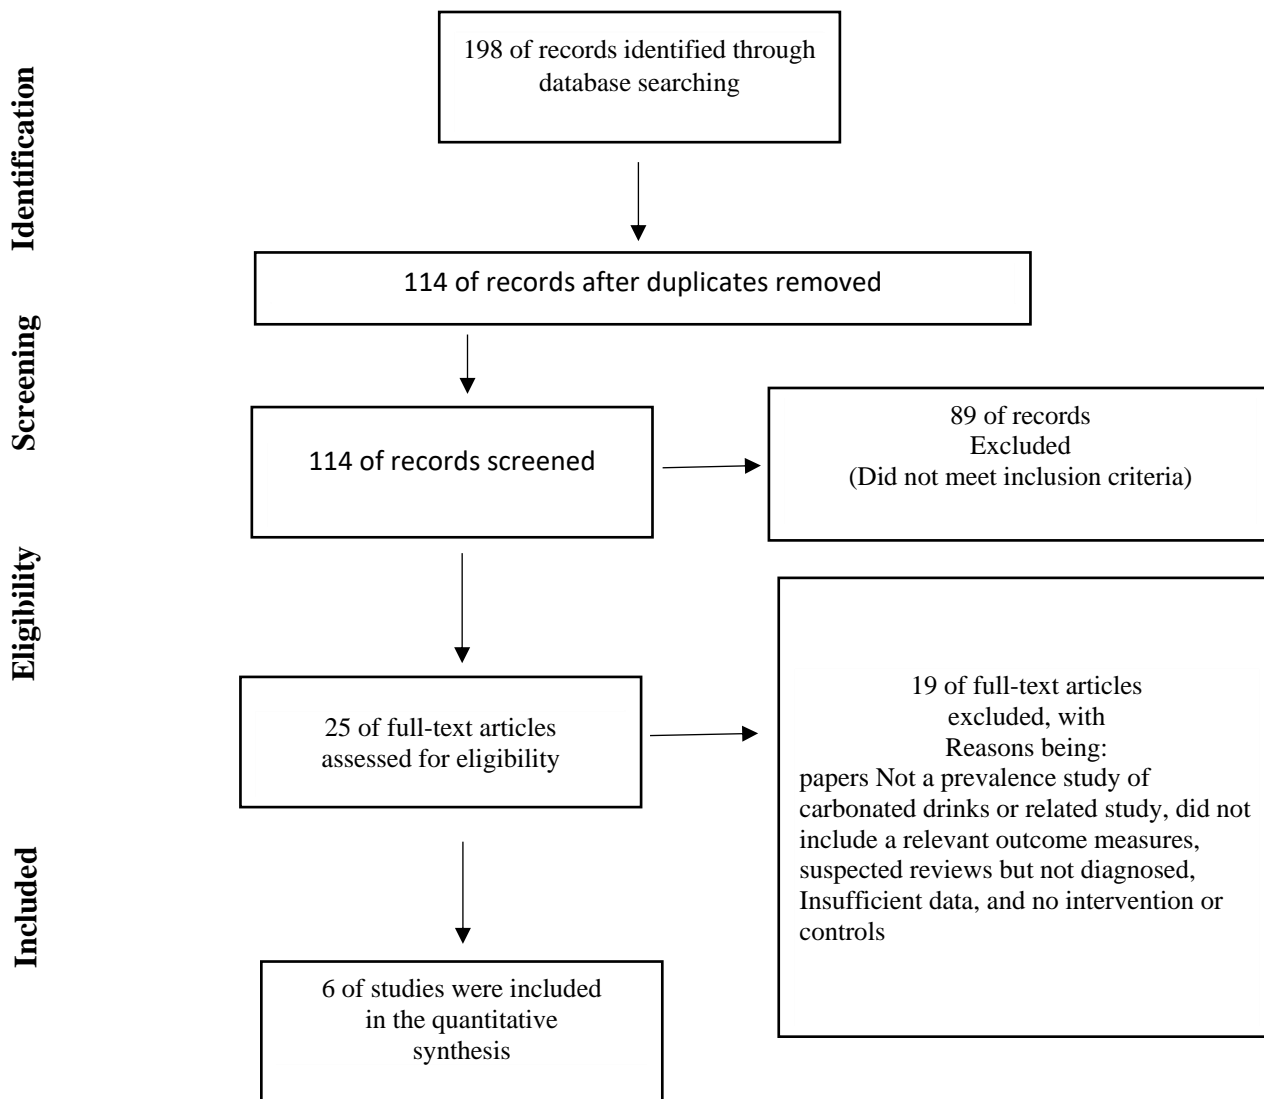 Identification
198 of records identified through
database searching
114 of records after duplicates removed
Screening
114 of records screened
89 of records
Excluded
(Did not meet inclusion criteria)
Eligibility
25 of full-text articles
assessed for eligibility
19 of full-text articles
excluded, with
Reasons being:
papers Not a prevalence study of
carbonated drinks or related study, did not
include a relevant outcome measures,
suspected reviews but not diagnosed,
Insufficient data, and no intervention or
controls
Included
6 of studies were included
in the quantitative
synthesis